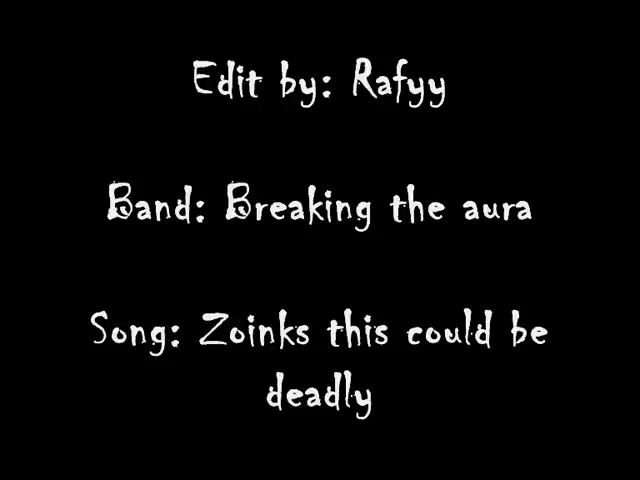 Edit by: Rafyy
Band: Breaking the aura
Song: Zoinks this could be
deadly